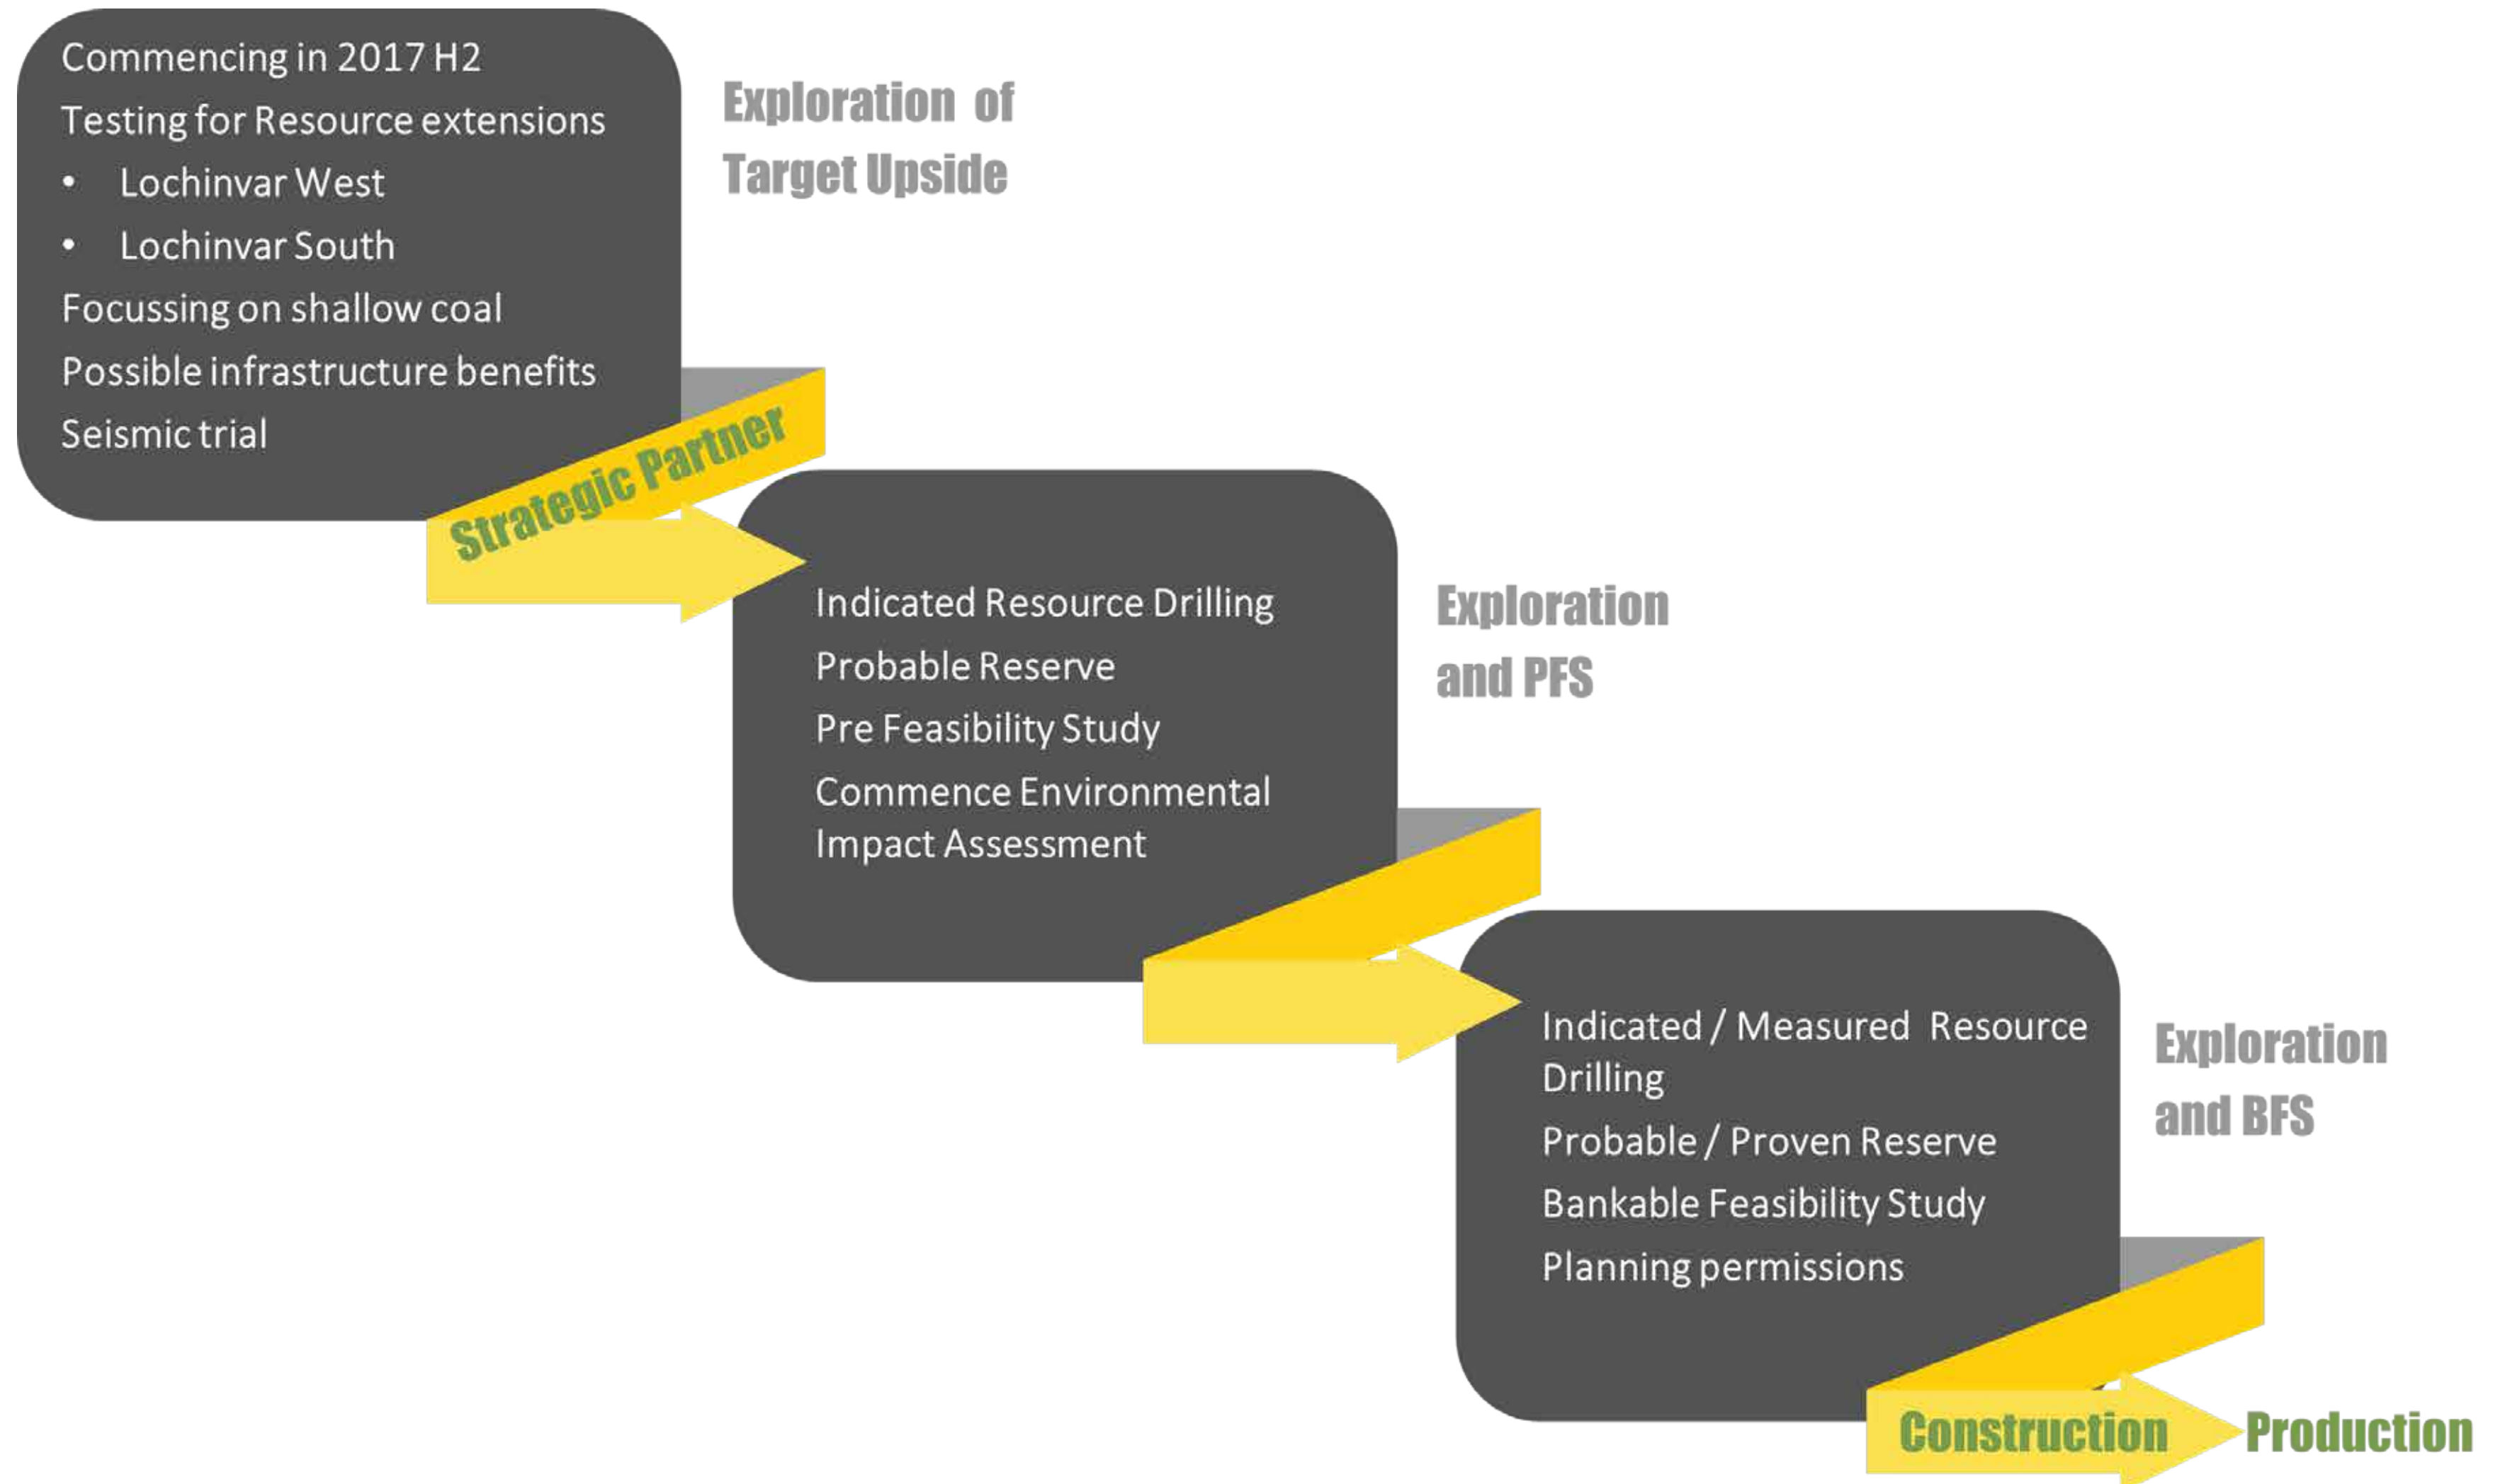 Commencing in 2017 H2
Testing for Resource extensions
• Lochinvar West
• Lochinvar South
Focussing on shallow coal
Possible infrastructure benefits
Seismic trial
Exploration of
Target Upside
Strategic Partner
Indicated Resource Drilling
Probable Reserve
Pre Feasibility Study
Commence Environmental
Impact Assessment
Exploration
and PFS
Indicated / Measured Resource
Drilling
Probable / Proven Reserve
Bankable Feasibility Study
Planning permissions
Exploration
and BFS
Construction
Production